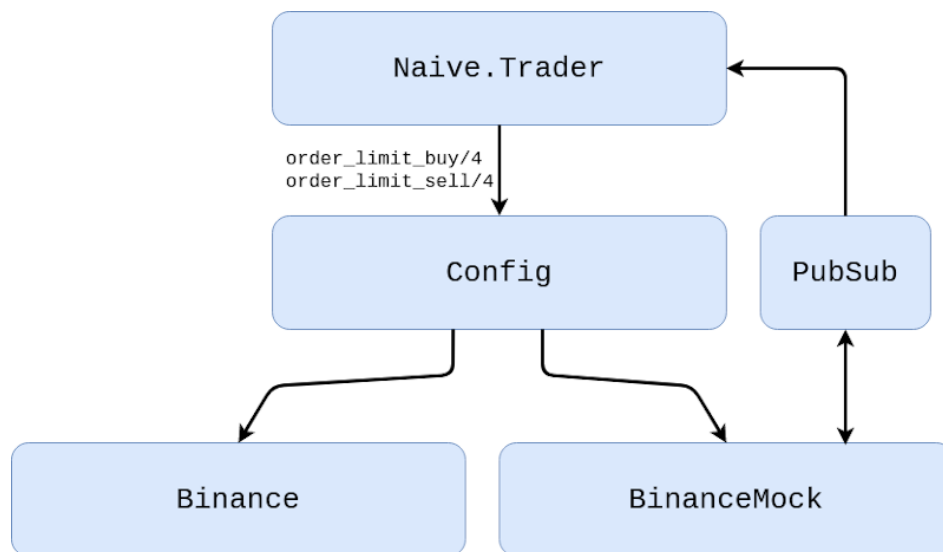 Naive.Trader
order_limit_buy/4
order_limit_sell/4
Config
PubSub
Binance
BinanceMock